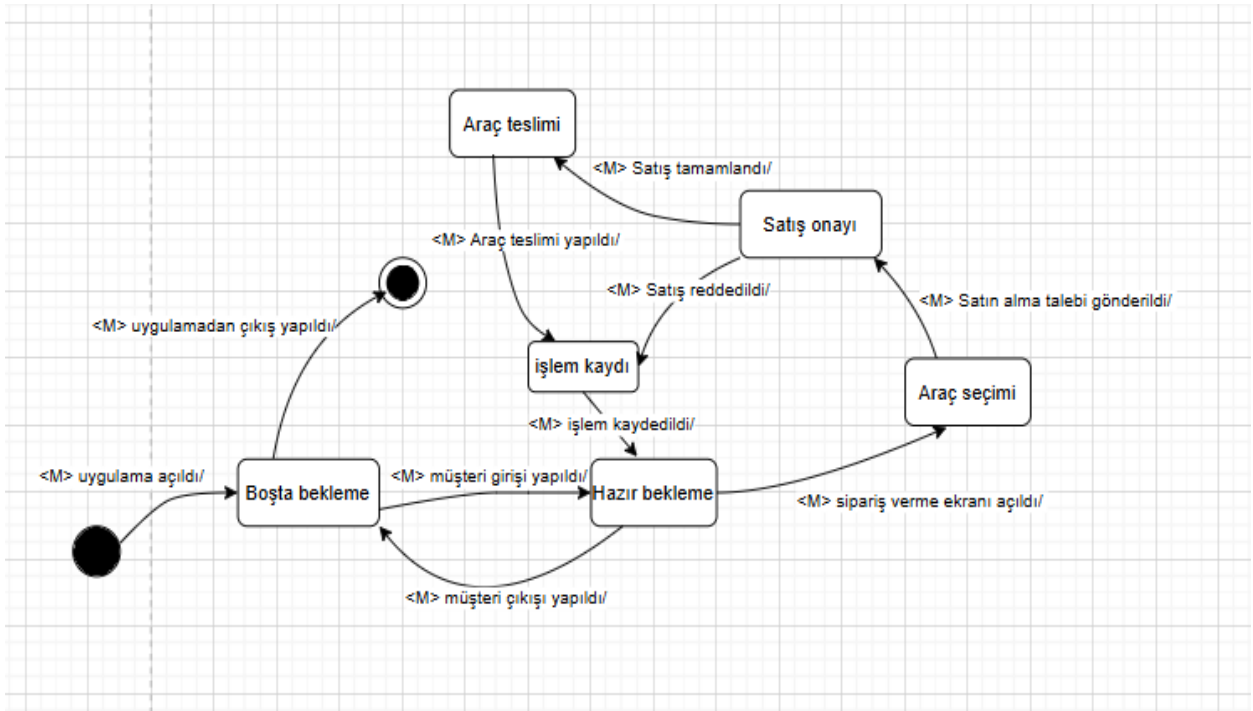 Araç teslimi
<M> Satış tamamlandı/
Satış onayı
<M> Araç teslimi yapıldı/
<M> Satış reddedildi/
<M> Satın alma talebi gönderildi/
<M> uygulamadan çıkış yapıldı/
işlem kaydı
Araç seçimi
<M> işlem kaydedildi/
<M> uygulama açıldı/
Boşta bekleme
<M> müşteri girişi yapıldı/
Hazır bekleme
<M> sipariş verme ekranı açıldı/
<M> müşteri çıkışı yapıldı/